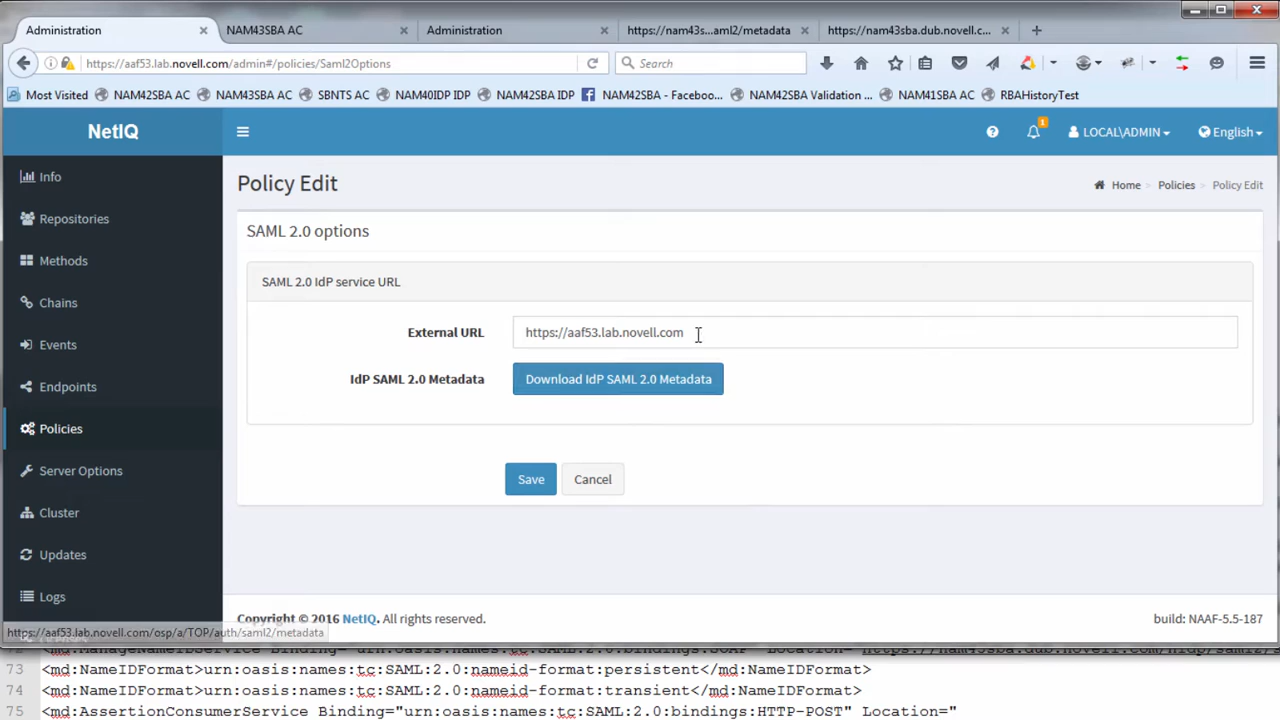 Administration
NAM43SBA AC
Administration
https://nam43s...aml2/metadata
https://nam43sba.dub.novell.c...
https://aaf53.lab.novell.com/admin#/policies/Saml2Options
Search
Most Visited
NAM42SBA AC
NAM43SBA AC
SBNTS AC
NAM40IDP IDP
NAM42SBA IDP
NAM42SBA - Faceboo...
NAM42SBA Validation ...
NAM41SBA AC
RBAHistoryTest
NetIQ
1
LOCAL\ADMIN
English
Info
Repositories
Methods
Chains
Events
Endpoints
Policies
Server Options
Cluster
Updates
Logs
Policy Edit
Home > Policies > Policy Edit
SAML 2.0 options
SAML 2.0 IdP service URL
External URL
https://aaf53.lab.novell.com
IdP SAML 2.0 Metadata
Download IdP SAML 2.0 Metadata
Save
Cancel
Copyright © 2016 NetIQ. All rights reserved.
build: NAAF-5.5-187
https://aaf53.lab.novell.com/osp/a/TOP/auth/saml2/metadata
73 <md:NameIDFormat>urn:oasis:names:tc:SAML:2.0:nameid-format:persistent</md:NameIDFormat>
74 <md:NameIDFormat>urn:oasis:names:tc:SAML:2.0:nameid-format:transient</md:NameIDFormat>
75 <md:AssertionConsumerService Binding="urn:oasis:names:tc:SAML:2.0:bindings:HTTP-POST" Location="